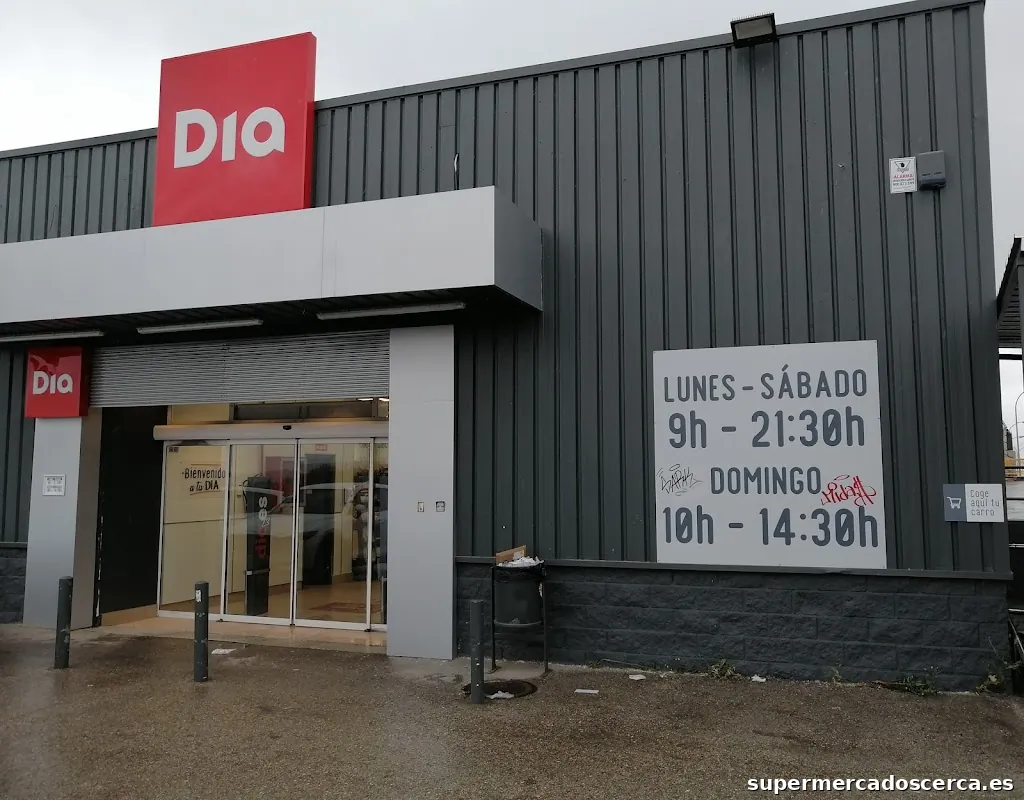 Dia
Dia
Bienvenido
a tu DIA
LUNES - SÁBADO
9h - 21:30h
DOMINGO
10h - 14:30h
ALARMA
Coge
aquí tu
carro
supermercadoscerca.es